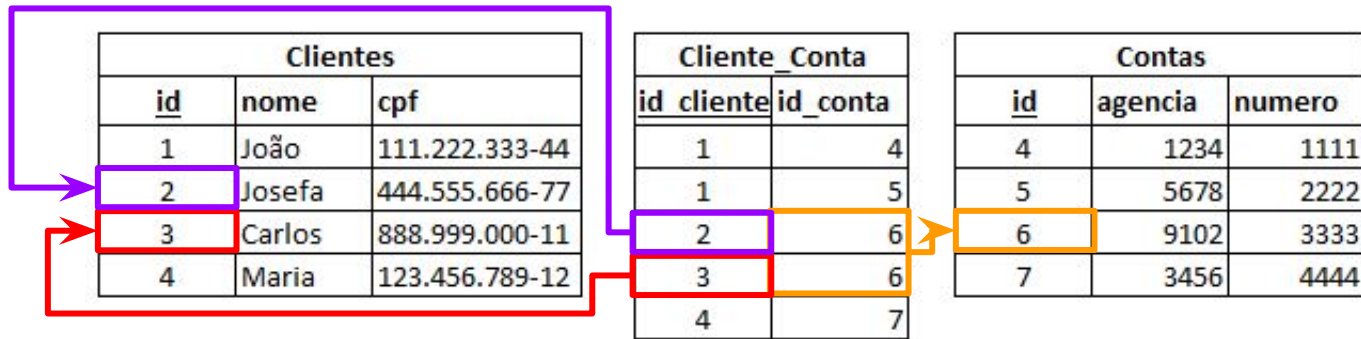 Clientes
id nome cpf
1 João 111.222.333-44
2 Josefa 444.555.666-77
3 Carlos 888.999.000-11
4 Maria 123.456.789-12
Cliente_Conta
id_cliente id_conta
1 4
1 5
2 6
3 6
4 7
Contas
id agencia numero
4 1234 1111
5 5678 2222
6 9102 3333
7 3456 4444